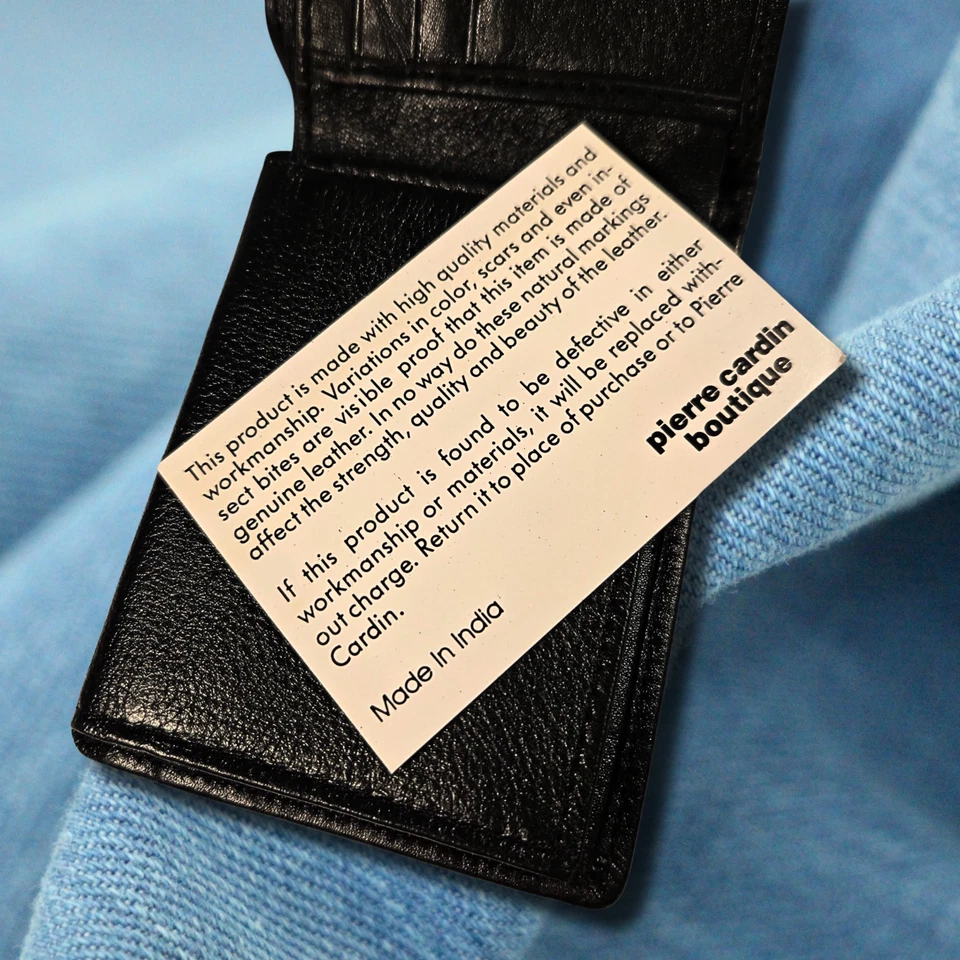 This product is made with high quality materials and
workmanship. Variations in color, scars and even in-
sect bites are visible proof that this item is made of
genuine leather. In no way do these natural markings
affect the strength, quality and beauty of the leather.
If this product is found to be defective in either
workmanship or materials, it will be replaced with-
out charge. Return it to place of purchase or to Pierre
Cardin.
pierre cardin
boutique
Made In India